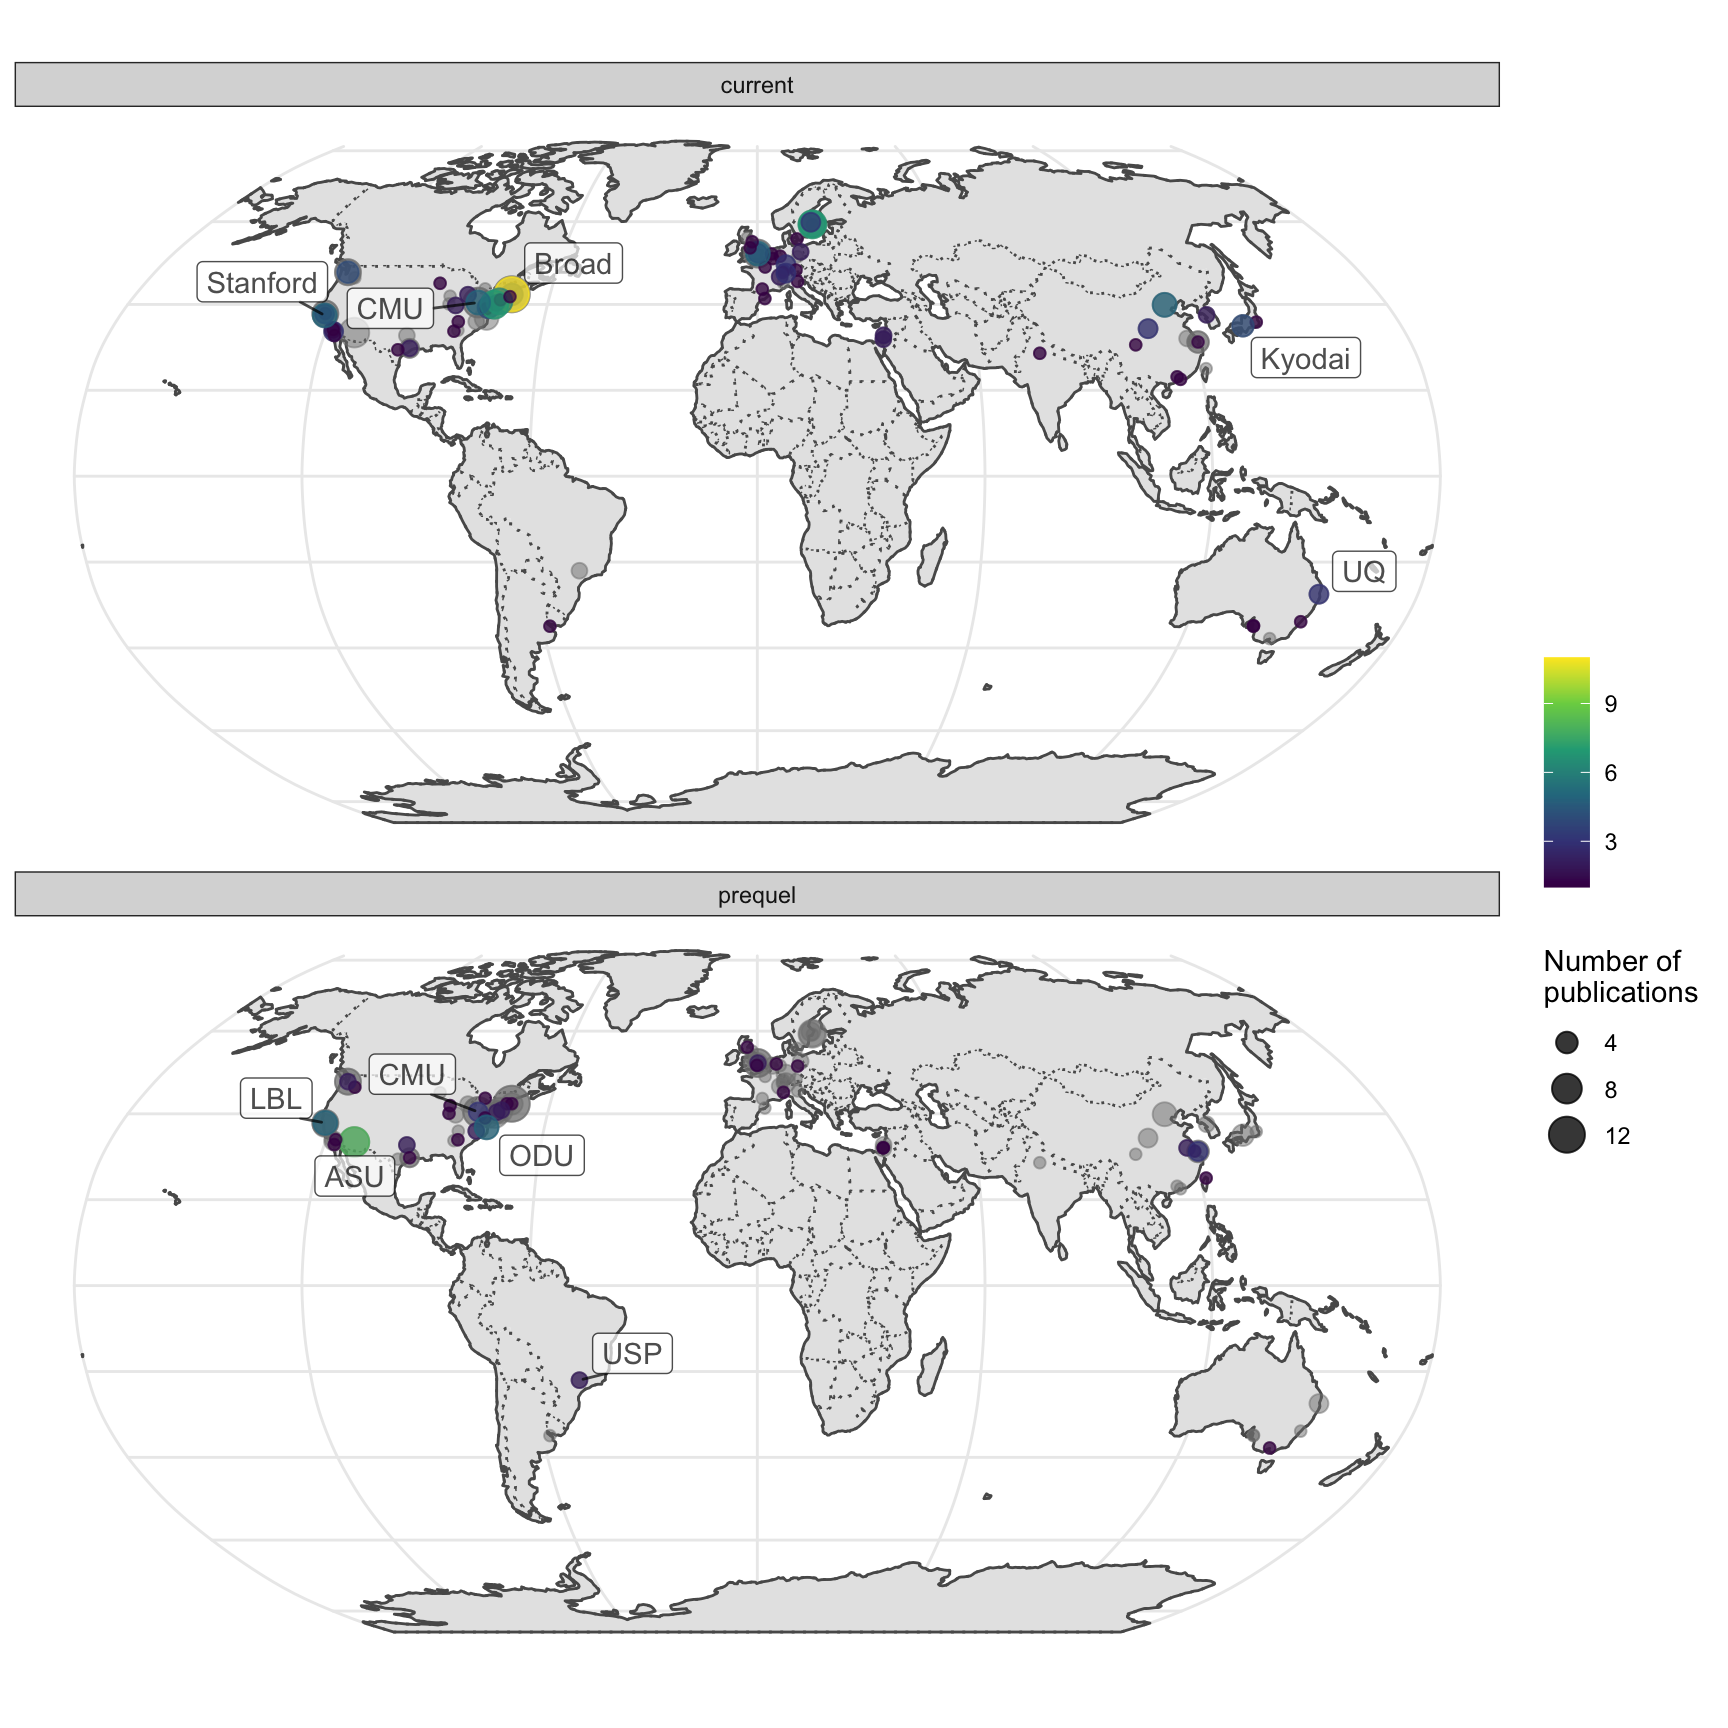 current
Broad
Stanford
CMU
Kyodai
UQ
9
6
3
prequel
Number of
publications
4
8
12
CMU
LBL
ODU
ASU
USP